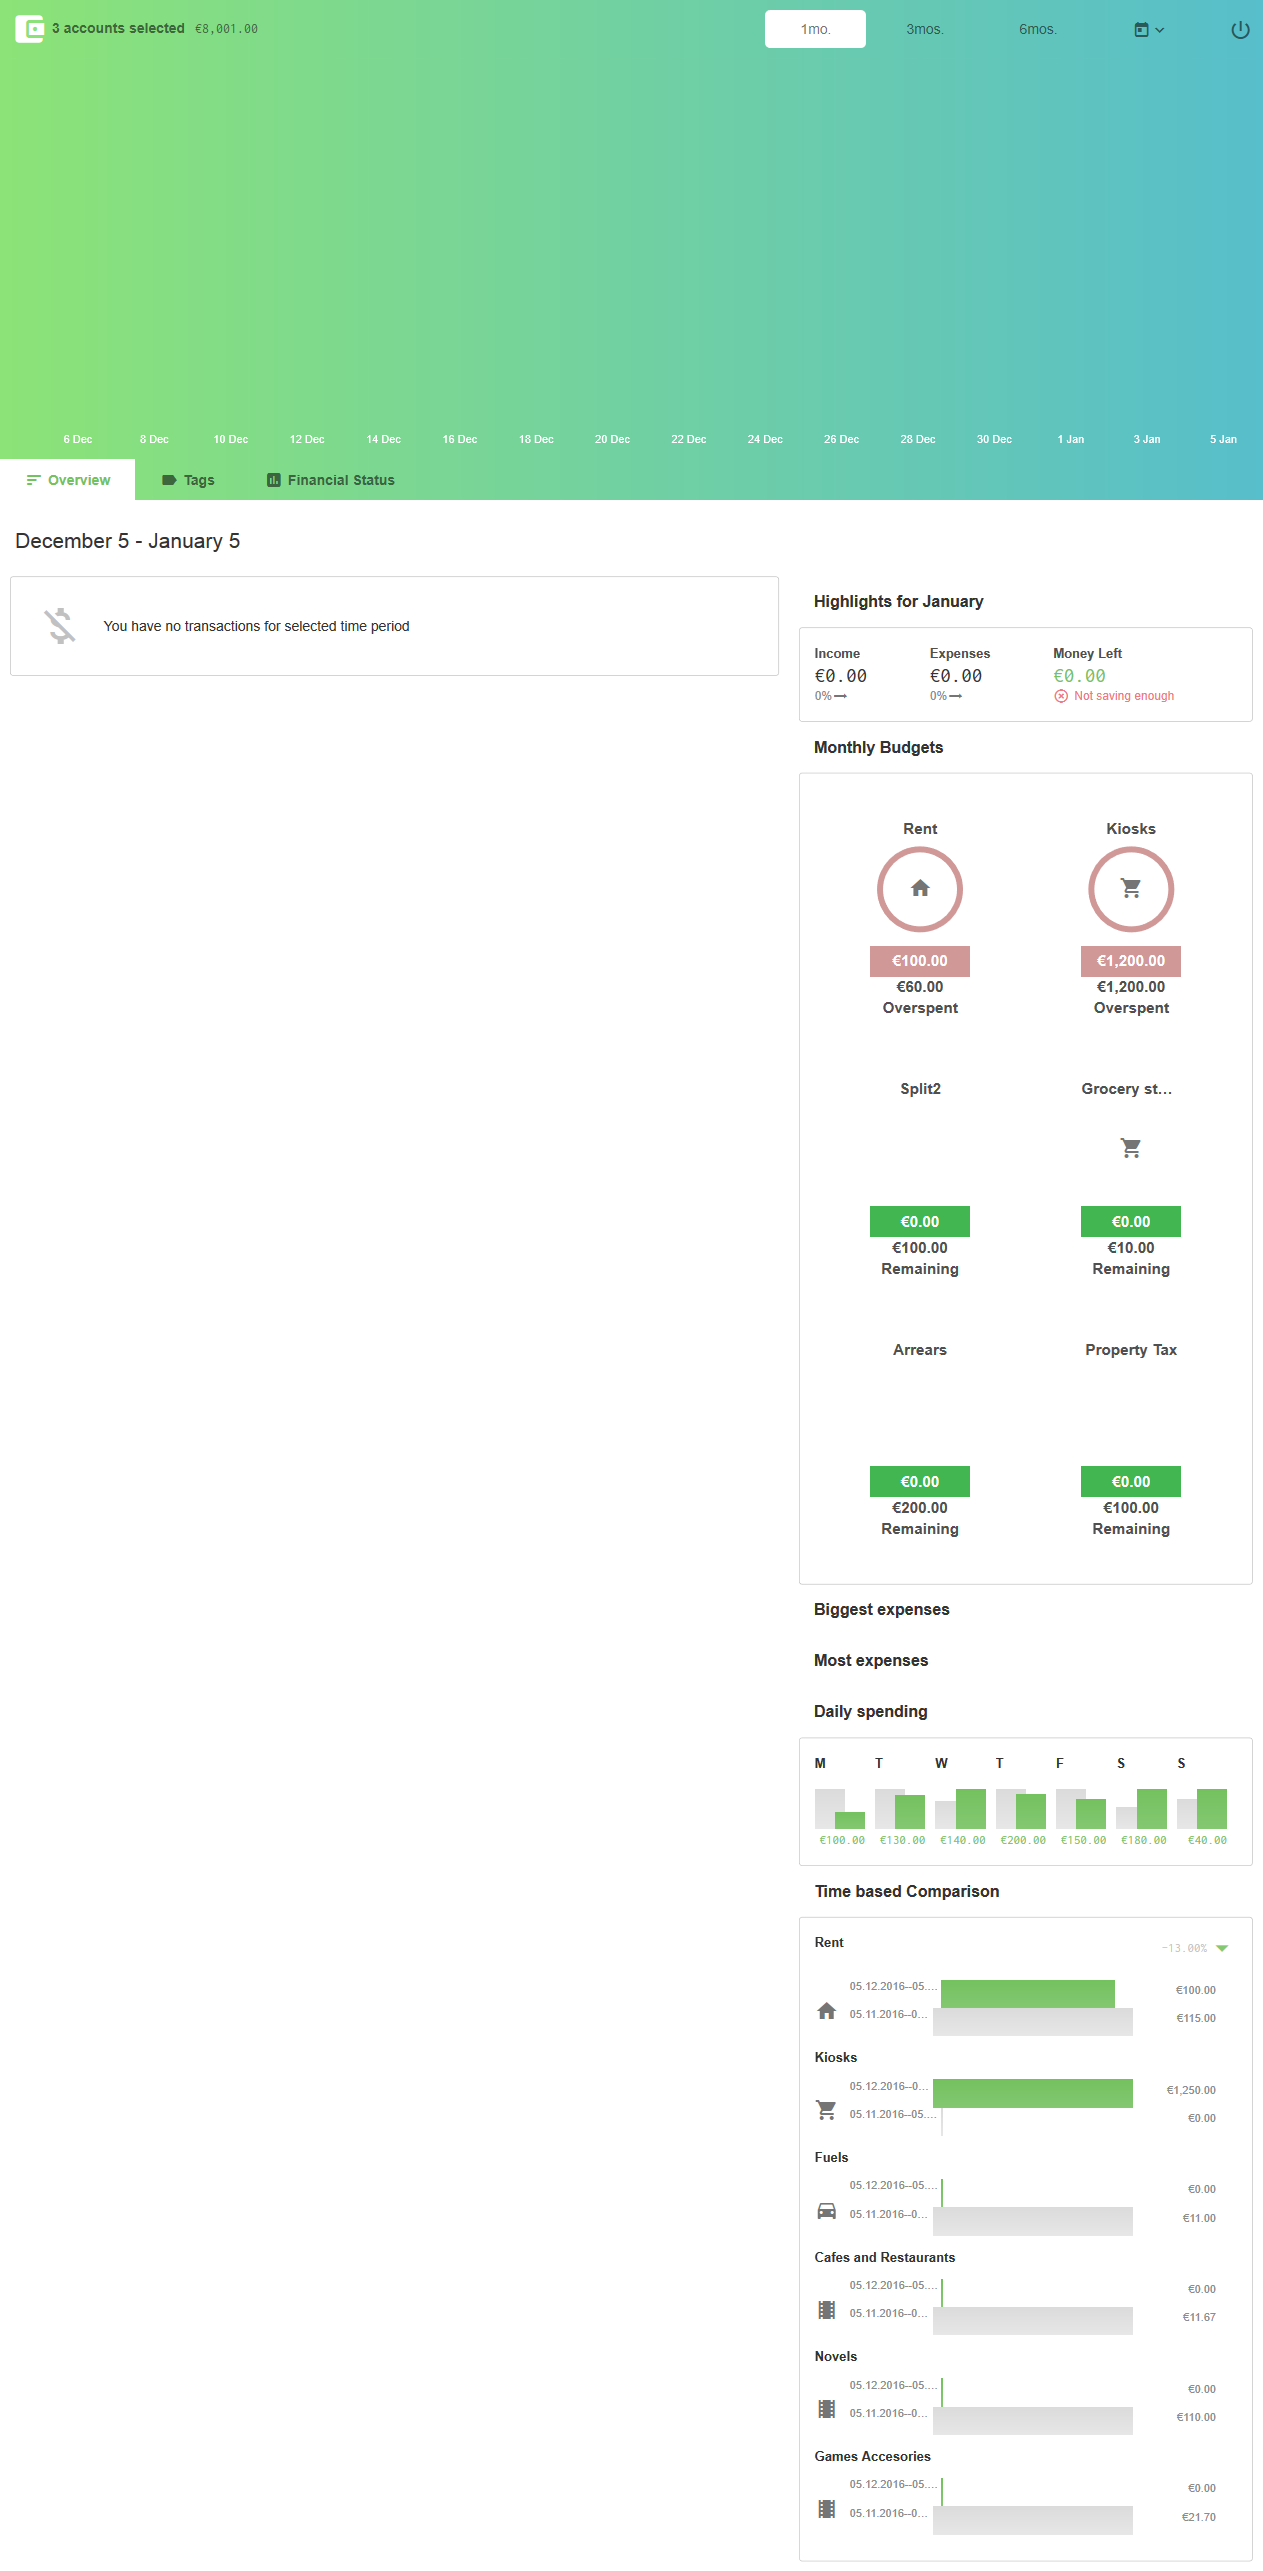 3 accounts selected €8,001.00
1mo. 3mos. 6mos.
6 Dec 8 Dec 10 Dec 12 Dec 14 Dec 16 Dec 18 Dec 20 Dec 22 Dec 24 Dec 26 Dec 28 Dec 30 Dec 1 Jan 3 Jan 5 Jan
Overview Tags Financial Status
December 5 - January 5
You have no transactions for selected time period
Highlights for January
Income Expenses Money Left
€0.00 €0.00 €0.00
0% 0% Not saving enough
Monthly Budgets
Rent Kiosks
€100.00 €1,200.00
€60.00 €1,200.00
Overspent Overspent
Split2 Grocery st...
€0.00 €0.00
€100.00 €10.00
Remaining Remaining
Arrears Property Tax
€0.00 €0.00
€200.00 €100.00
Remaining Remaining
Biggest expenses
Most expenses
Daily spending
M T W T F S S
€100.00 €130.00 €140.00 €200.00 €150.00 €180.00 €40.00
Time based Comparison
Rent -13.00%
05.12.2016--05.... €100.00
05.11.2016--0... €115.00
Kiosks
05.12.2016--0... €1,250.00
05.11.2016--05.... €0.00
Fuels
05.12.2016--05.... €0.00
05.11.2016--0... €11.00
Cafes and Restaurants
05.12.2016--05.... €0.00
05.11.2016--0... €11.67
Novels
05.12.2016--05.... €0.00
05.11.2016--0... €110.00
Games Accesories
05.12.2016--05.... €0.00
05.11.2016--0... €21.70